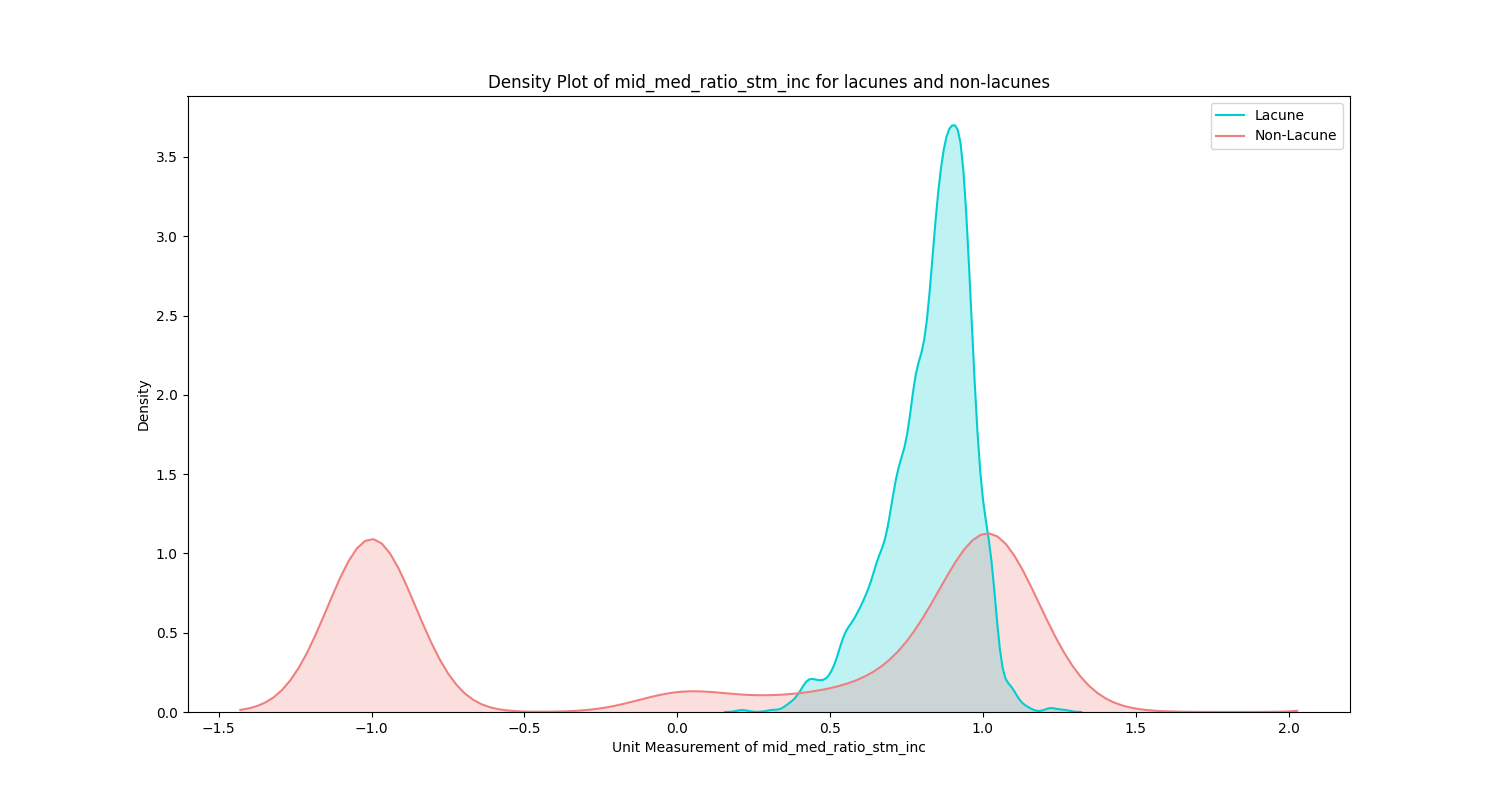 Density Plot of mid_med_ratio_stm_inc for lacunes and non-lacunes
Lacune
Non-Lacune
3.5
3.0
2.5
2.0
1.5
1.0
0.5
0.0
Density
−1.5 −1.0 −0.5 0.0 0.5 1.0 1.5 2.0
Unit Measurement of mid_med_ratio_stm_inc